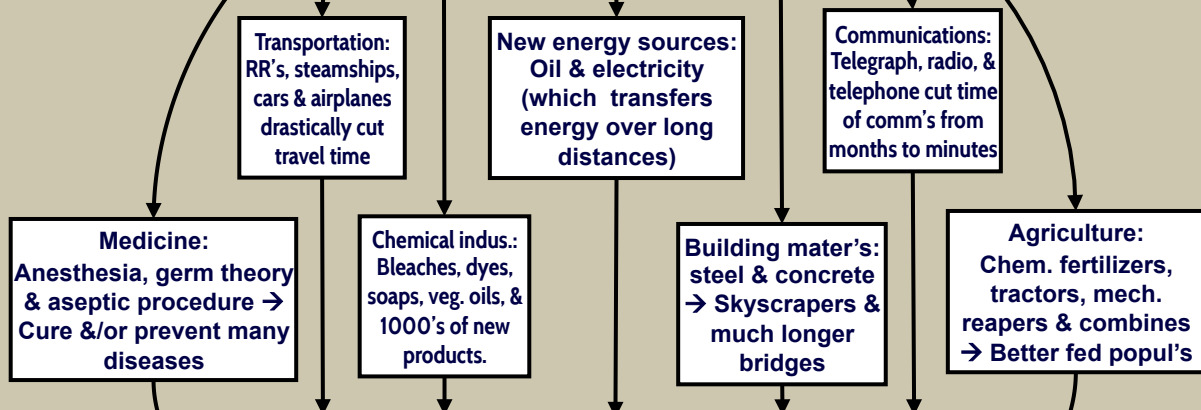 Transportation:
RR's, steamships,
cars & airplanes
drastically cut
travel time
New energy sources:
Oil & electricity
(which transfers
energy over long
distances)
Communications:
Telegraph, radio, &
telephone cut time
of comm's from
months to minutes
Medicine:
Anesthesia, germ theory
& aseptic procedure →
Cure &/or prevent many
diseases
Chemical indus.:
Bleaches, dyes,
soaps, veg. oils, &
1000's of new
products.
Building mater's:
steel & concrete
→ Skyscrapers &
much longer
bridges
Agriculture:
Chem. fertilizers,
tractors, mech.
reapers & combines
→ Better fed popul's